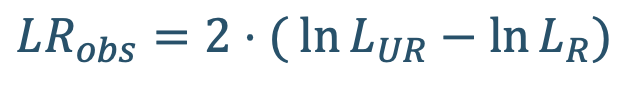 LR_obs = 2 · ( ln L_UR − ln L_R)